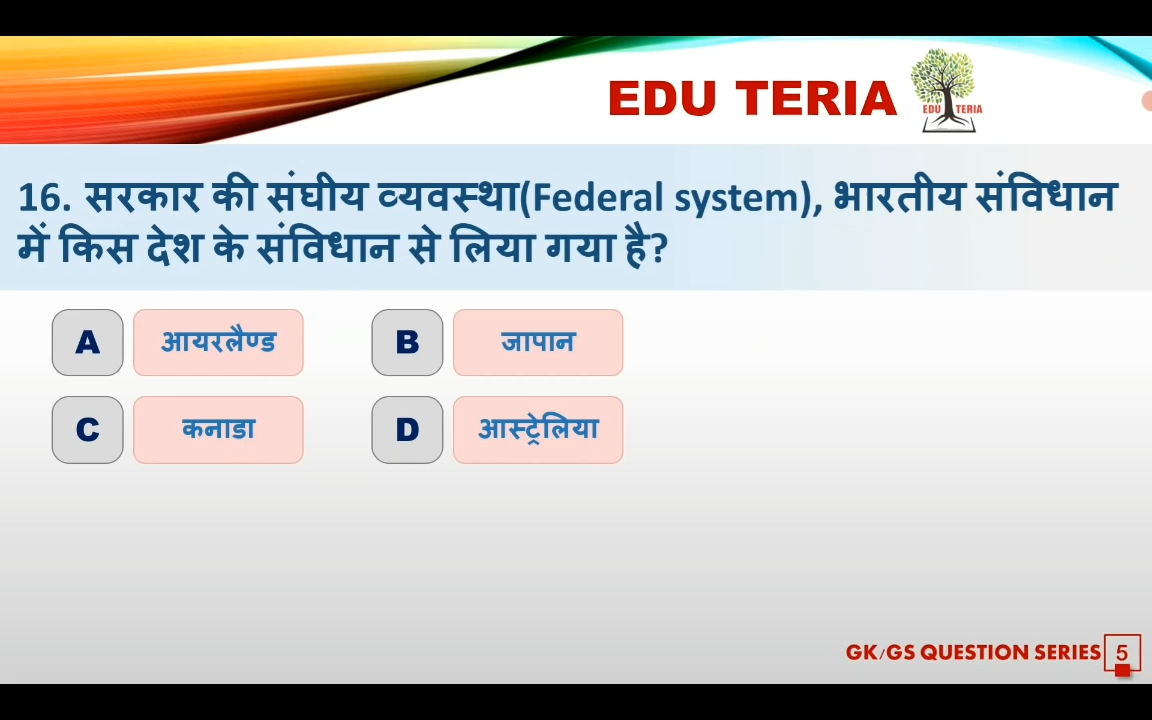 EDU TERIA
EDU TERIA
16. सरकार की संघीय व्यवस्था(Federal system), भारतीय संविधान
में किस देश के संविधान से लिया गया है?
A आयरलैण्ड B जापान
C कनाडा D आस्ट्रेलिया
GK/GS QUESTION SERIES 5